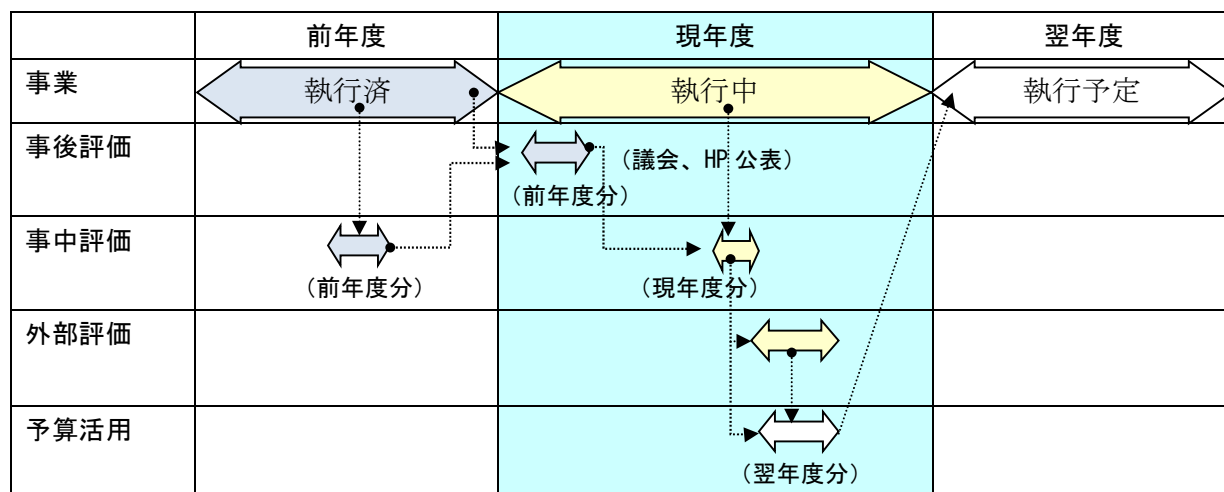 前年度 現年度 翌年度
事業 執行済 執行中 執行予定
事後評価 (議会、HP公表)
(前年度分)
事中評価
(前年度分) (現年度分)
外部評価
予算活用
(翌年度分)